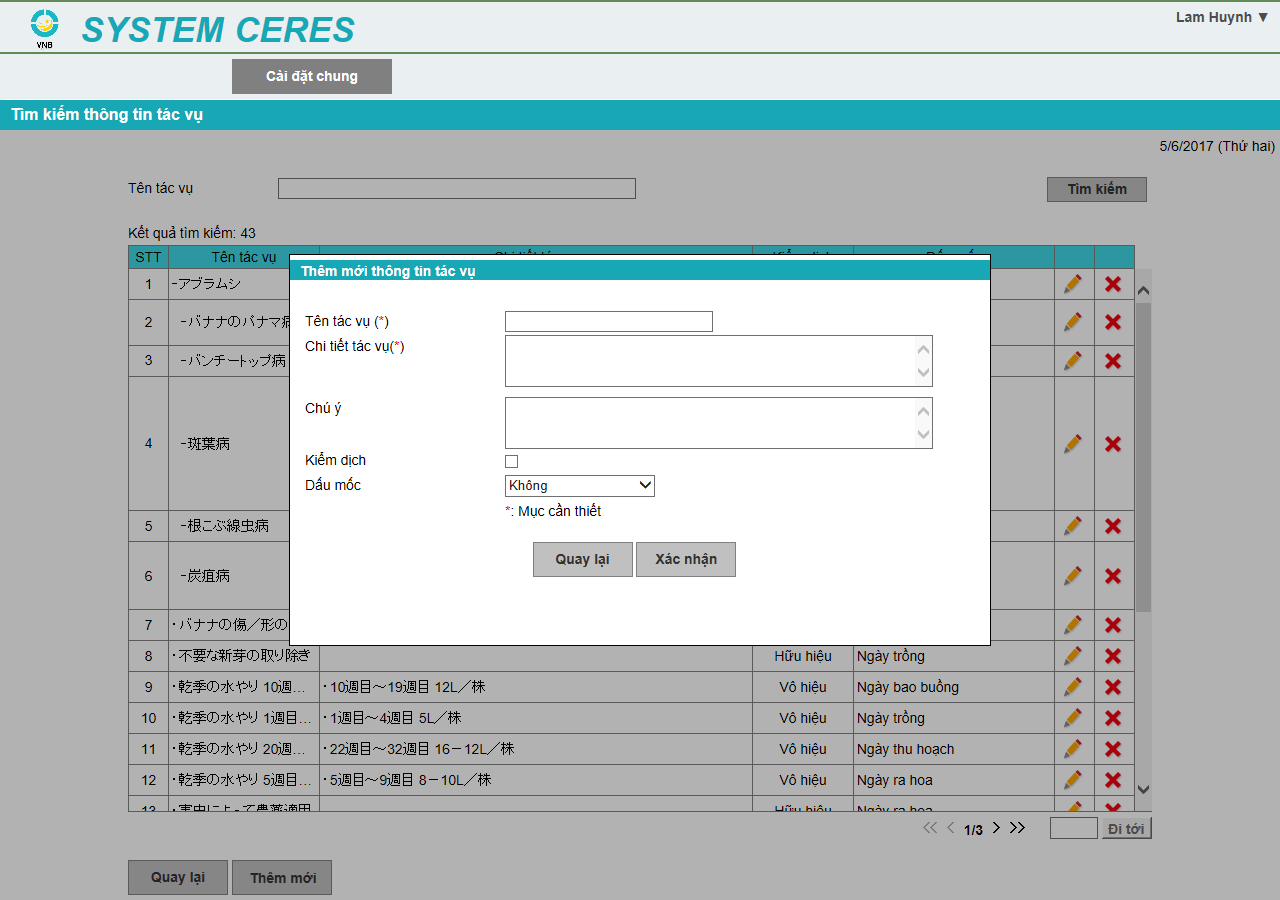 VNB
SYSTEM CERES
Lam Huynh ▼
Cài đặt chung
Tìm kiếm thông tin tác vụ
5/6/2017 (Thứ hai)
Tên tác vụ
Tìm kiếm
Kết quả tìm kiếm: 43
STT Tên tác vụ
Thêm mới thông tin tác vụ
1 -アブラムシ
Tên tác vụ (*)
2 -バナナのパナマ病
Chi tiết tác vụ(*)
3 -バンチートップ病
Chú ý
4 -斑葉病
Kiểm dịch
Dấu mốc Không
*: Mục cần thiết
5 -根こぶ線虫病
Quay lại Xác nhận
6 -炭疽病
7 ・バナナの傷／形の
8 ・不要な新芽の取り除き Hữu hiệu Ngày trồng
9 ・乾季の水やり 10週... ・10週目～19週目 12L／株 Vô hiệu Ngày bao buồng
10 ・乾季の水やり 1週目... ・1週目～4週目 5L／株 Vô hiệu Ngày trồng
11 ・乾季の水やり 20週... ・22週目～32週目 16－12L／株 Vô hiệu Ngày thu hoạch
12 ・乾季の水やり 5週目... ・5週目～9週目 8－10L／株 Vô hiệu Ngày ra hoa
13 ・害虫によって農薬適用 Hữu hiệu Ngày ra hoa
1/3 Đi tới
Quay lại Thêm mới